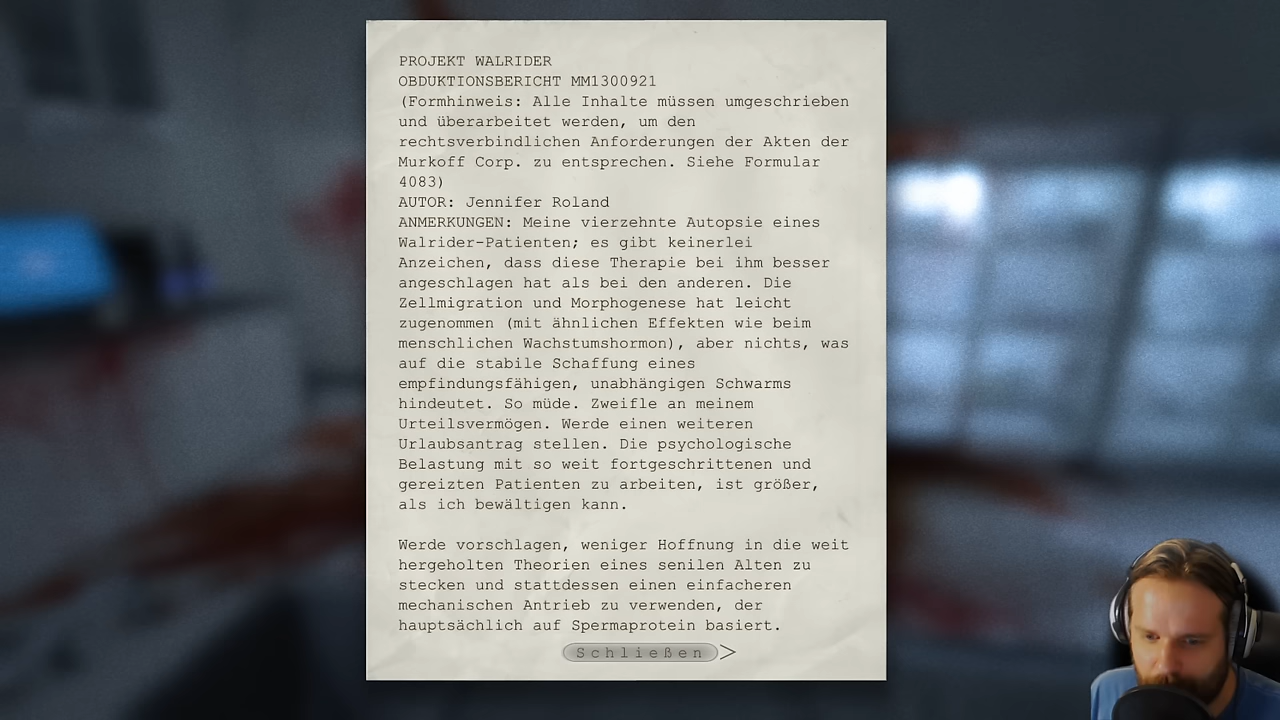 PROJEKT WALRIDER
OBDUKTIONSBERICHT MM1300921
(Formhinweis: Alle Inhalte müssen umgeschrieben
und überarbeitet werden, um den
rechtsverbindlichen Anforderungen der Akten der
Murkoff Corp. zu entsprechen. Siehe Formular
4083)
AUTOR: Jennifer Roland
ANMERKUNGEN: Meine vierzehnte Autopsie eines
Walrider-Patienten; es gibt keinerlei
Anzeichen, dass diese Therapie bei ihm besser
angeschlagen hat als bei den anderen. Die
Zellmigration und Morphogenese hat leicht
zugenommen (mit ähnlichen Effekten wie beim
menschlichen Wachstumshormon), aber nichts, was
auf die stabile Schaffung eines
empfindungsfähigen, unabhängigen Schwarms
hindeutet. So müde. Zweifle an meinem
Urteilsvermögen. Werde einen weiteren
Urlaubsantrag stellen. Die psychologische
Belastung mit so weit fortgeschrittenen und
gereizten Patienten zu arbeiten, ist größer,
als ich bewältigen kann.
Werde vorschlagen, weniger Hoffnung in die weit
hergeholten Theorien eines senilen Alten zu
stecken und stattdessen einen einfacheren
mechanischen Antrieb zu verwenden, der
hauptsächlich auf Spermaprotein basiert.
Schließen